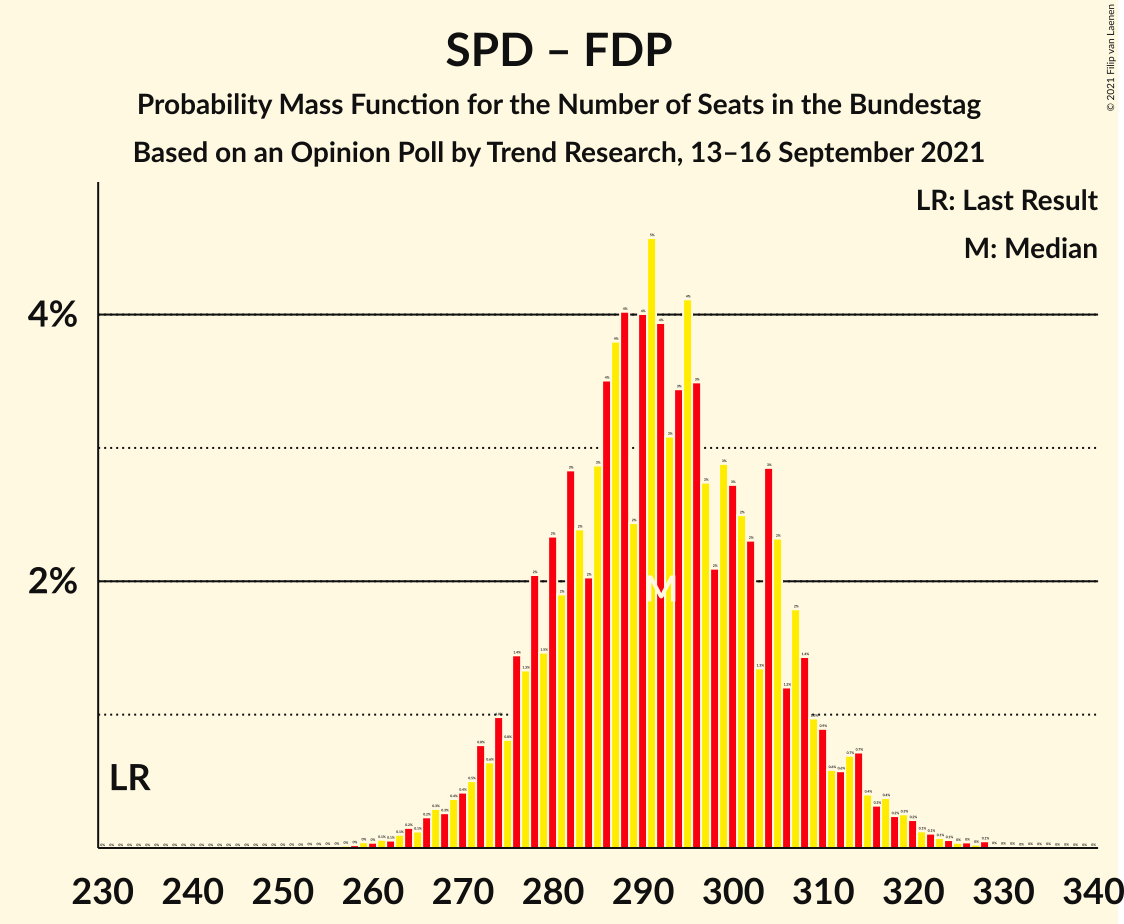 SPD – FDP
Probability Mass Function for the Number of Seats in the Bundestag
Based on an Opinion Poll by Trend Research, 13–16 September 2021
© 2021 Filip van Laenen
LR: Last Result
M: Median
4%
2%
M
LR
230 240 250 260 270 280 290 300 310 320 330 340